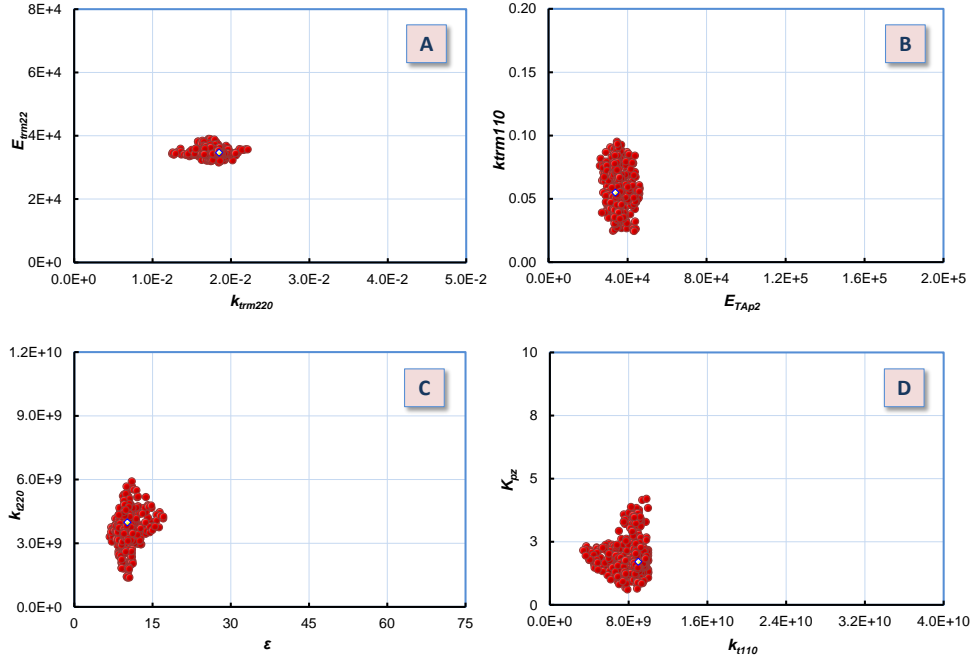 8E+4
6E+4
4E+4
2E+4
0E+0
E_trm22
A
0.0E+0 1.0E-2 2.0E-2 3.0E-2 4.0E-2 5.0E-2
k_trm220
0.20
0.15
0.10
0.05
0.00
ktrm110
B
0.0E+0 4.0E+4 8.0E+4 1.2E+5 1.6E+5 2.0E+5
E_TAp2
1.2E+10
9.0E+9
6.0E+9
3.0E+9
0.0E+0
k_t220
C
0 15 30 45 60 75
ε
10
8
5
3
0
K_pz
D
0.0E+0 8.0E+9 1.6E+10 2.4E+10 3.2E+10 4.0E+10
k_t110